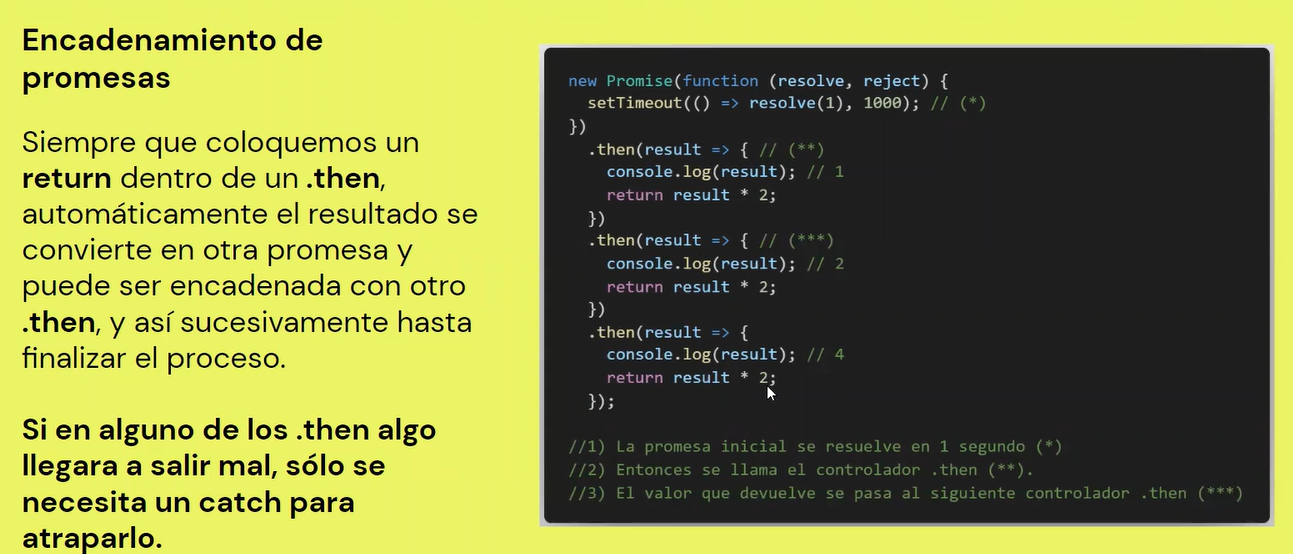 Encadenamiento de
promesas
Siempre que coloquemos un
return dentro de un .then,
automáticamente el resultado se
convierte en otra promesa y
puede ser encadenada con otro
.then, y así sucesivamente hasta
finalizar el proceso.
Si en alguno de los .then algo
llegara a salir mal, sólo se
necesita un catch para
atraparlo.
new Promise(function (resolve, reject) {
  setTimeout(() => resolve(1), 1000); // (*)
})
  .then(result => { // (**)
    console.log(result); // 1
    return result * 2;
  })
  .then(result => { // (***)
    console.log(result); // 2
    return result * 2;
  })
  .then(result => {
    console.log(result); // 4
    return result * 2;
  });
//1) La promesa inicial se resuelve en 1 segundo (*)
//2) Entonces se llama el controlador .then (**).
//3) El valor que devuelve se pasa al siguiente controlador .then (***)